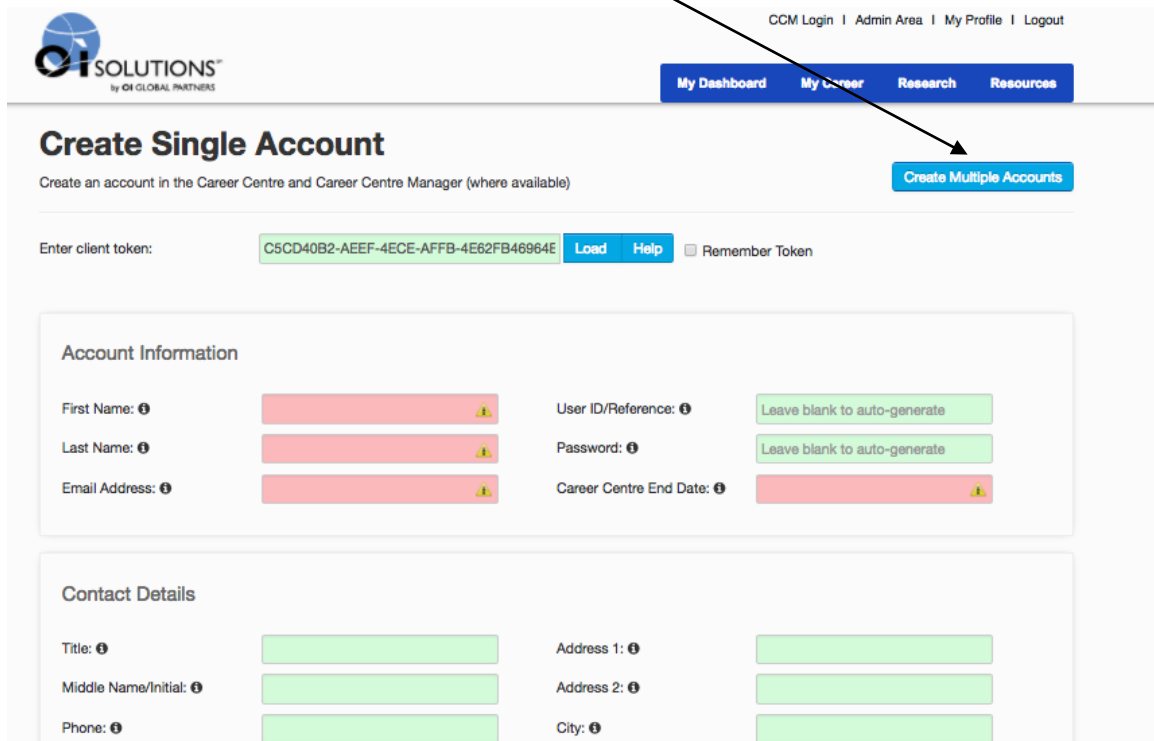 CCM Login | Admin Area | My Profile | Logout
OI SOLUTIONS℠
by OI GLOBAL PARTNERS
My Dashboard My Career Research Resources
Create Single Account
Create an account in the Career Centre and Career Centre Manager (where available)
Create Multiple Accounts
Enter client token: C5CD40B2-AEEF-4ECE-AFFB-4E62FB46964E Load Help Remember Token
Account Information
First Name: User ID/Reference: Leave blank to auto-generate
Last Name: Password: Leave blank to auto-generate
Email Address: Career Centre End Date:
Contact Details
Title: Address 1:
Middle Name/Initial: Address 2:
Phone: City: